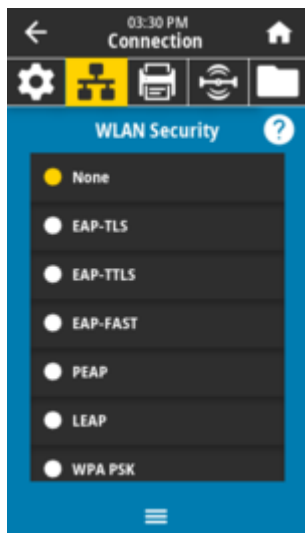 03:30 PM
Connection
WLAN Security
?
None
EAP-TLS
EAP-TTLS
EAP-FAST
PEAP
LEAP
WPA PSK